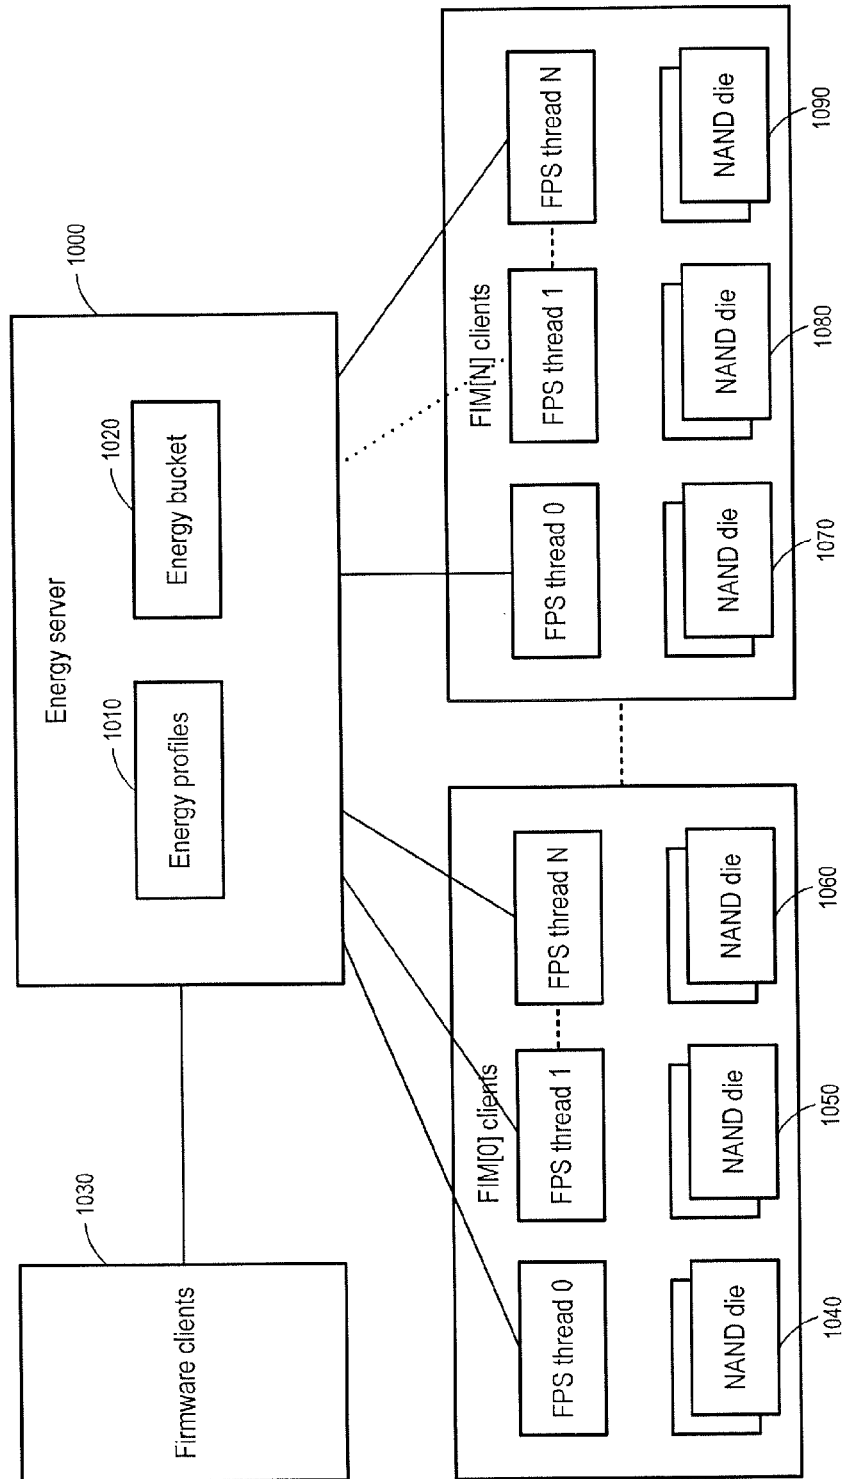 Firmware clients
1030
Energy server
1000
Energy profiles
1010
Energy bucket
1020
FIM[0] clients
FPS thread 0
FPS thread 1
FPS thread N
NAND die
1040
NAND die
1050
NAND die
1060
FIM[N] clients
FPS thread 0
FPS thread 1
FPS thread N
NAND die
1070
NAND die
1080
NAND die
1090